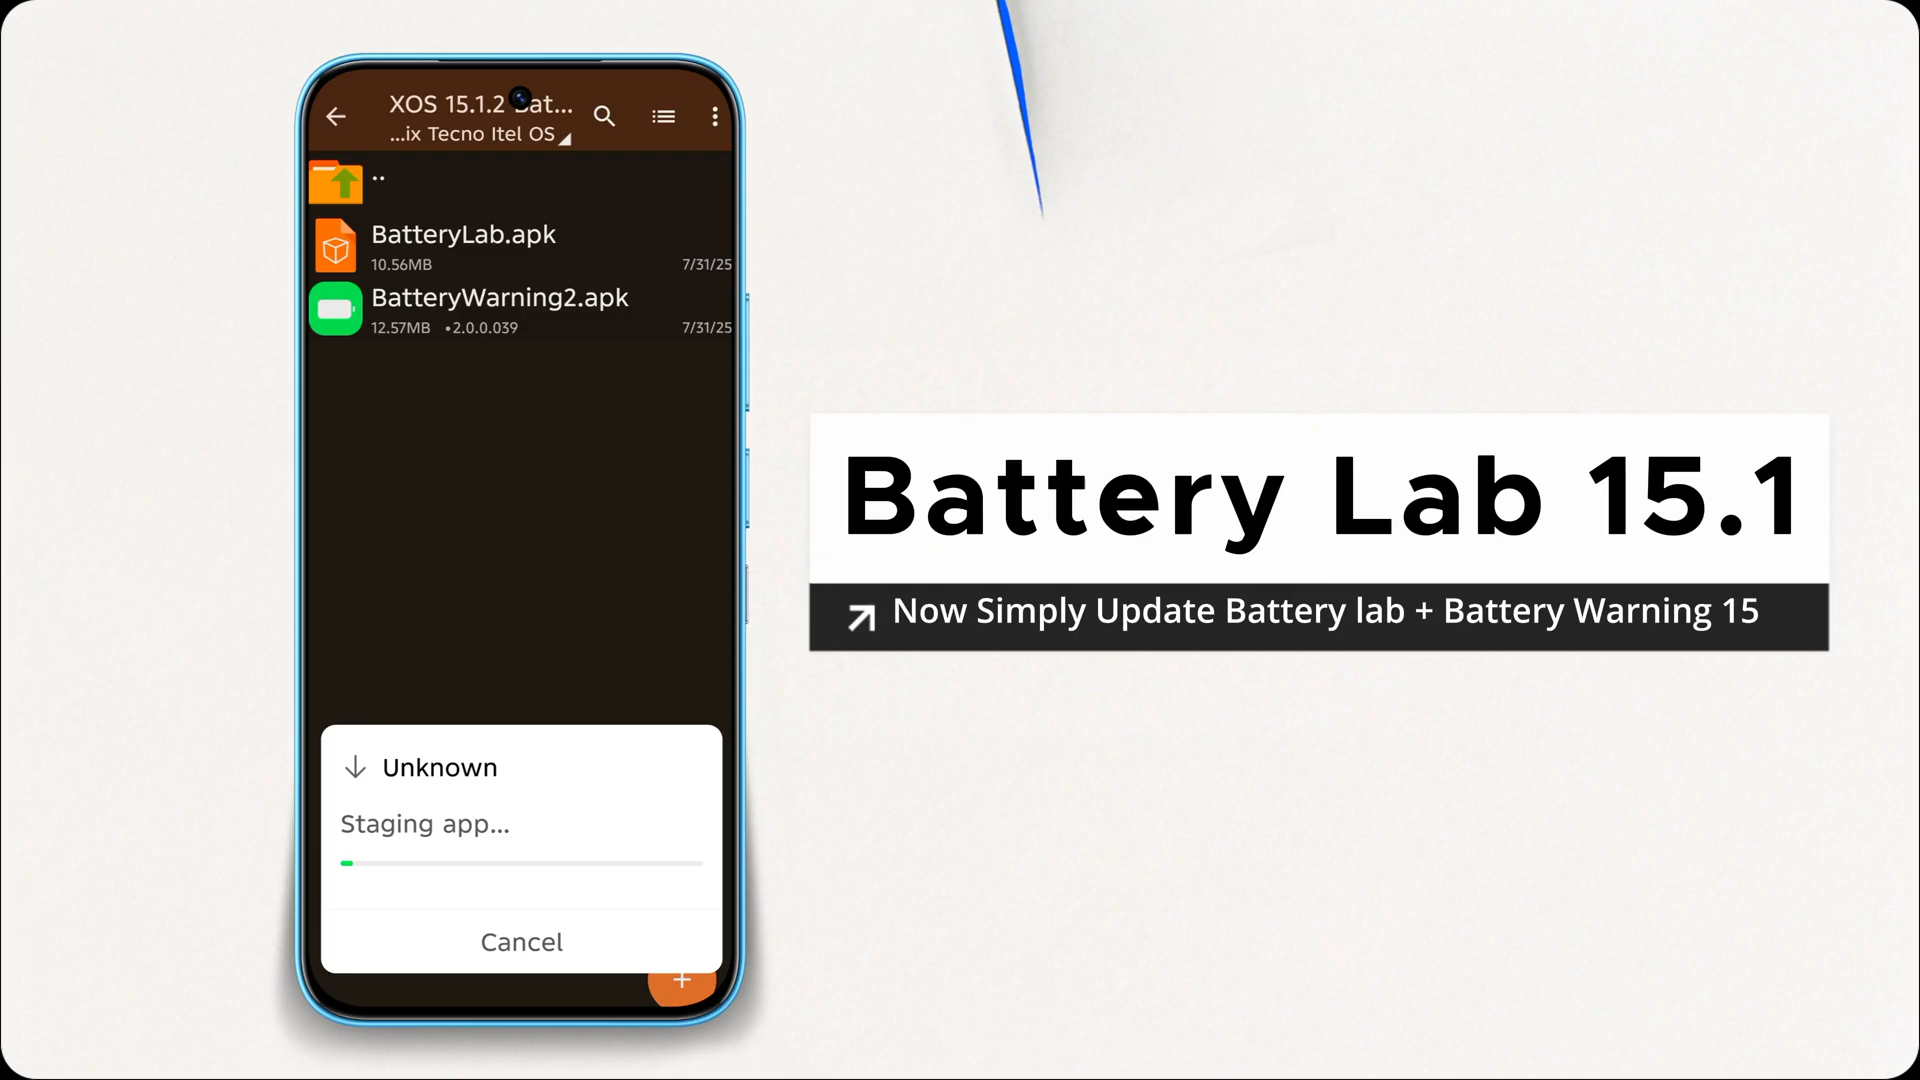 XOS 15.1.2 Bat...
...ix Tecno Itel OS
..
BatteryLab.apk
10.56MB 7/31/25
BatteryWarning2.apk
12.57MB •2.0.0.039 7/31/25
Unknown
Staging app...
Cancel
Battery Lab 15.1
Now Simply Update Battery lab + Battery Warning 15